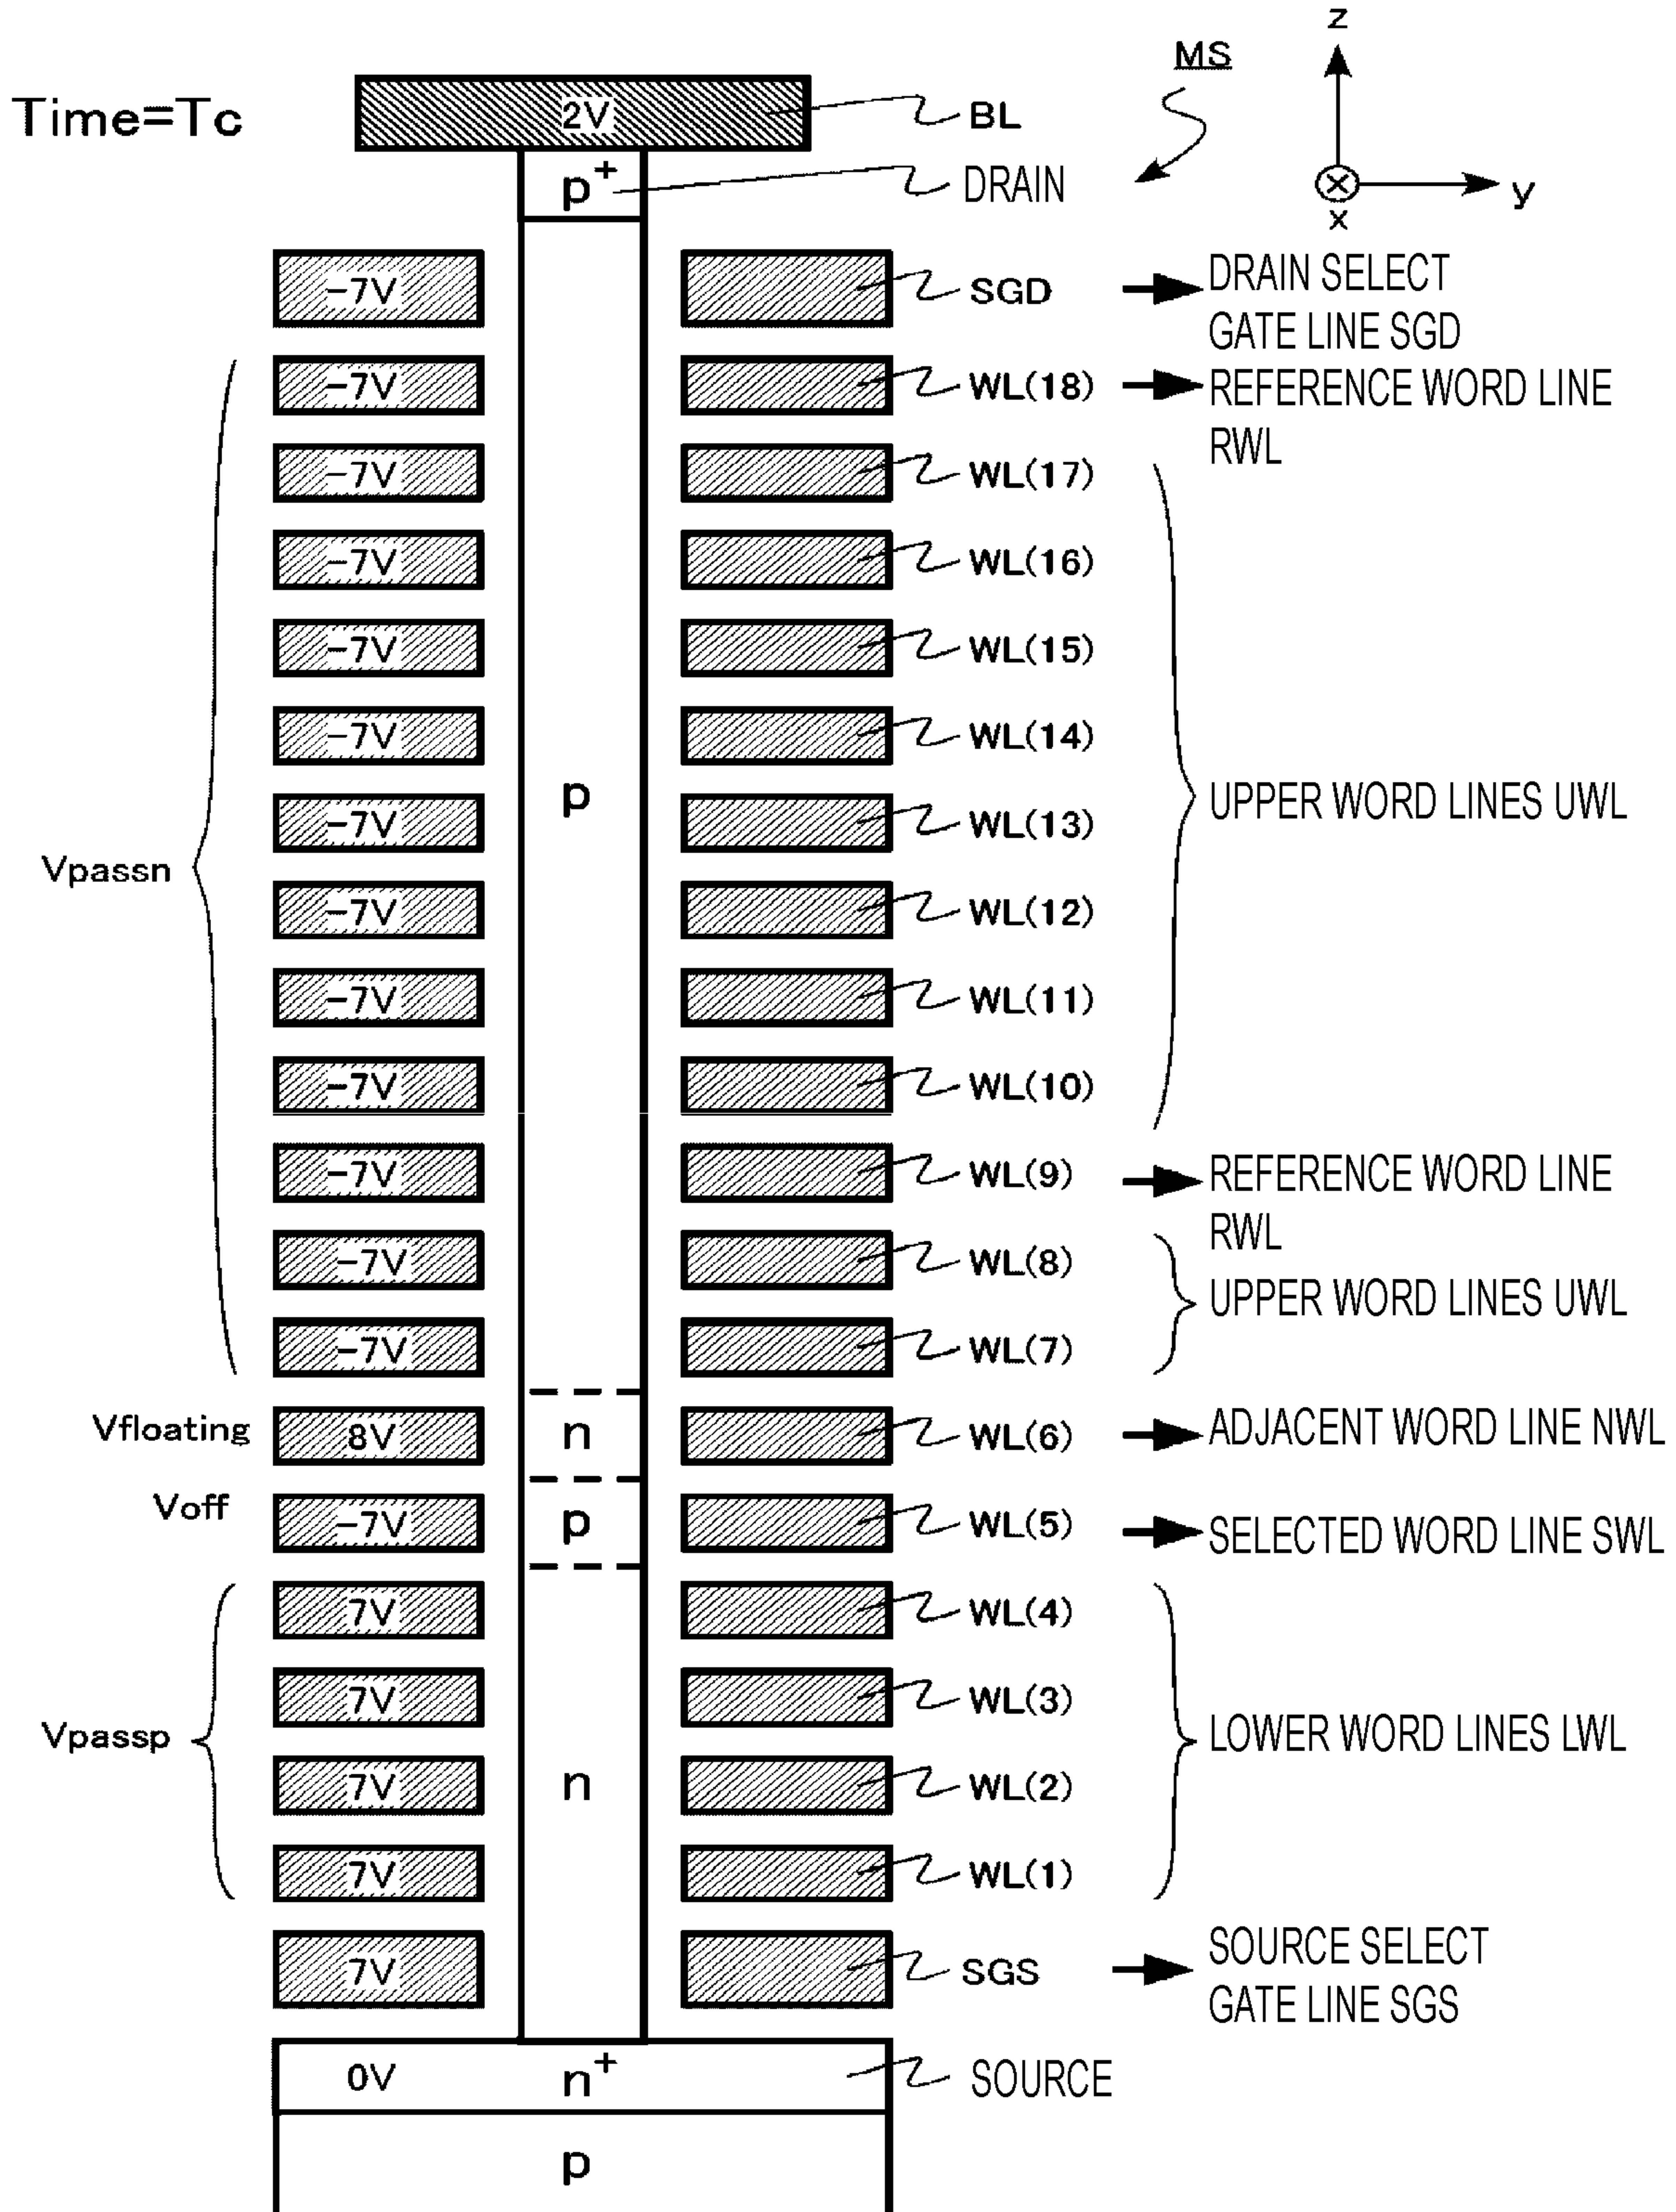 z
MS
Time=Tc
2V
BL
p+
DRAIN
y
x
-7V
SGD
DRAIN SELECT
GATE LINE SGD
-7V
WL(18)
REFERENCE WORD LINE
RWL
-7V
WL(17)
-7V
WL(16)
-7V
WL(15)
-7V
WL(14)
p
UPPER WORD LINES UWL
-7V
WL(13)
Vpassn
-7V
WL(12)
-7V
WL(11)
-7V
WL(10)
-7V
WL(9)
REFERENCE WORD LINE
RWL
-7V
WL(8)
UPPER WORD LINES UWL
-7V
WL(7)
Vfloating
8V
n
WL(6)
ADJACENT WORD LINE NWL
Voff
-7V
p
WL(5)
SELECTED WORD LINE SWL
7V
WL(4)
7V
WL(3)
Vpassp
LOWER WORD LINES LWL
7V
n
WL(2)
7V
WL(1)
7V
SGS
SOURCE SELECT
GATE LINE SGS
0V
n+
SOURCE
p